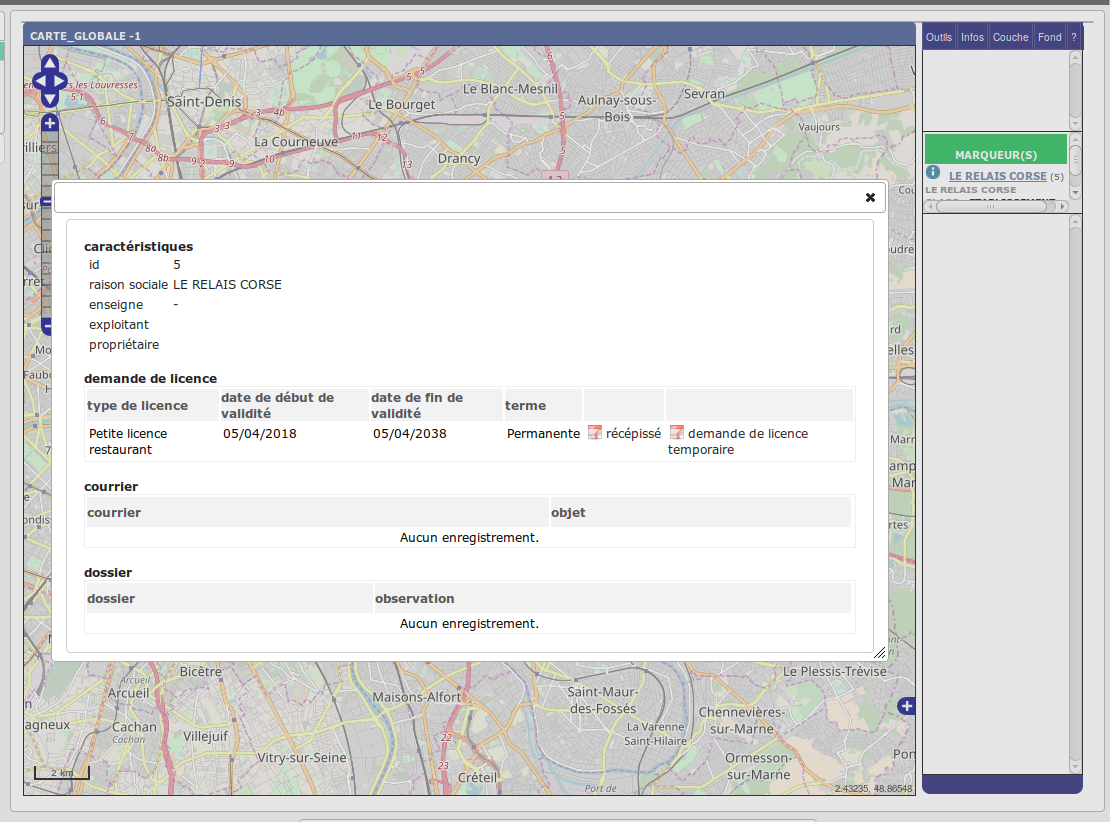 CARTE_GLOBALE -1
Outils Infos Couche Fond ?
les Louvresses
Saint-Denis
Le Bourget
Le Blanc-Mesnil
Aulnay-sous-
Bois
Sevran
Vaujours
La Courneuve
Drancy
MARQUEUR(S)
LE RELAIS CORSE (5)
LE RELAIS CORSE
caractéristiques
id 5
raison sociale LE RELAIS CORSE
enseigne -
exploitant
propriétaire
demande de licence
type de licence date de début de validité date de fin de validité terme
Petite licence restaurant 05/04/2018 05/04/2038 Permanente récépissé demande de licence temporaire
courrier
courrier objet
Aucun enregistrement.
dossier
dossier observation
Aucun enregistrement.
Bicêtre
Arcueil
Arcueil
Cachan
Cachan
Villejuif
Vitry-sur-Seine
Maisons-Alfort
Créteil
Saint-Maur-
des-Fossés
La Varenne
Saint-Hilaire
Le Plessis-Trévise
Chennevières-
sur-Marne
Ormesson-
sur-Marne
Port de
2 km
2.43235, 48.86548